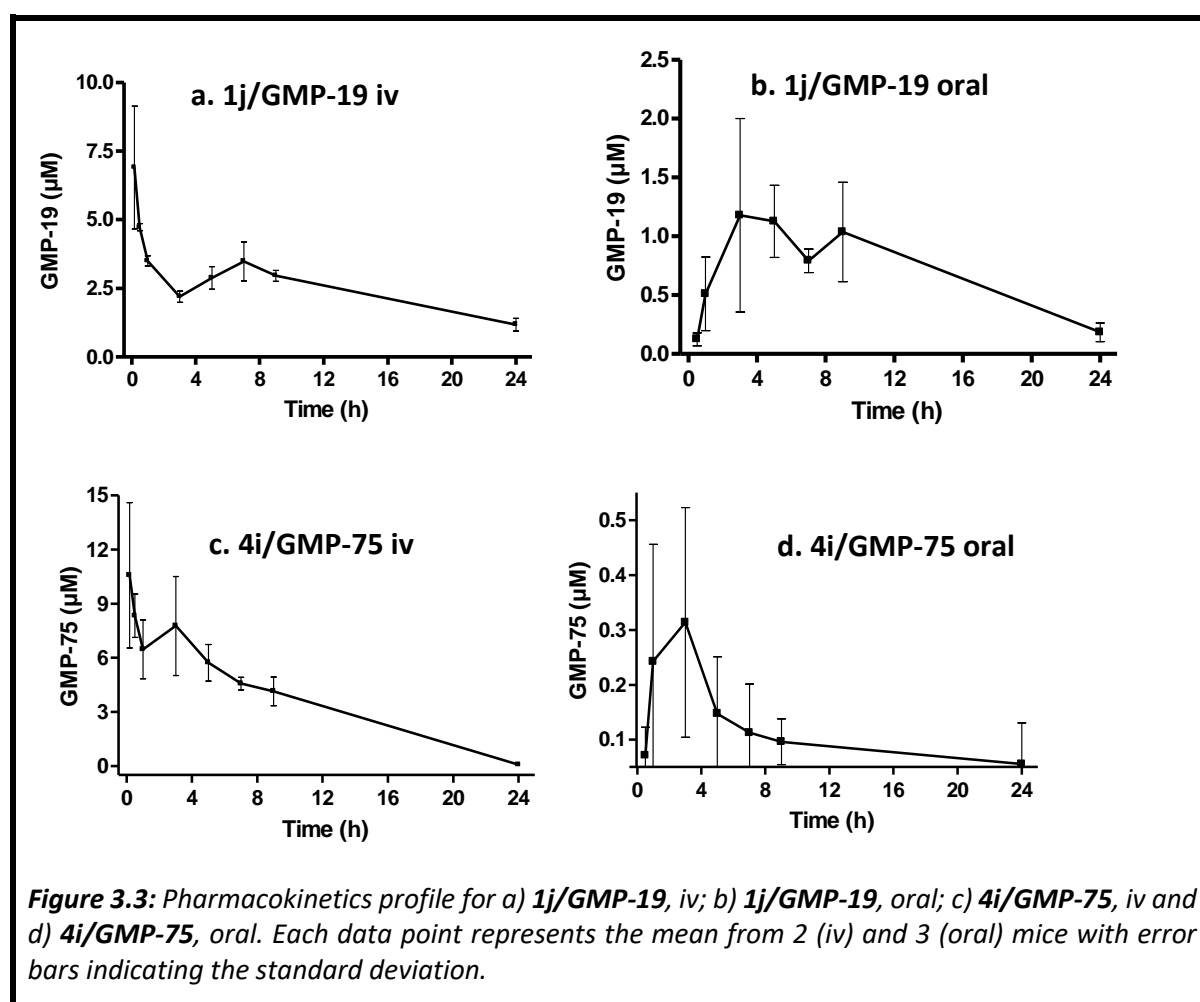 a. 1j/GMP-19 iv
GMP-19 (µM)
10.0
7.5
5.0
2.5
0.0
0 4 8 12 16 20 24
Time (h)
b. 1j/GMP-19 oral
GMP-19 (µM)
2.5
2.0
1.5
1.0
0.5
0.0
0 4 8 12 16 20 24
Time (h)
c. 4i/GMP-75 iv
GMP-75 (µM)
15
12
9
6
3
0
0 4 8 12 16 20 24
Time (h)
d. 4i/GMP-75 oral
GMP-75 (µM)
0.5
0.4
0.3
0.2
0.1
0 4 8 12 16 20 24
Time (h)
Figure 3.3: Pharmacokinetics profile for a) 1j/GMP-19, iv; b) 1j/GMP-19, oral; c) 4i/GMP-75, iv and
d) 4i/GMP-75, oral. Each data point represents the mean from 2 (iv) and 3 (oral) mice with error
bars indicating the standard deviation.